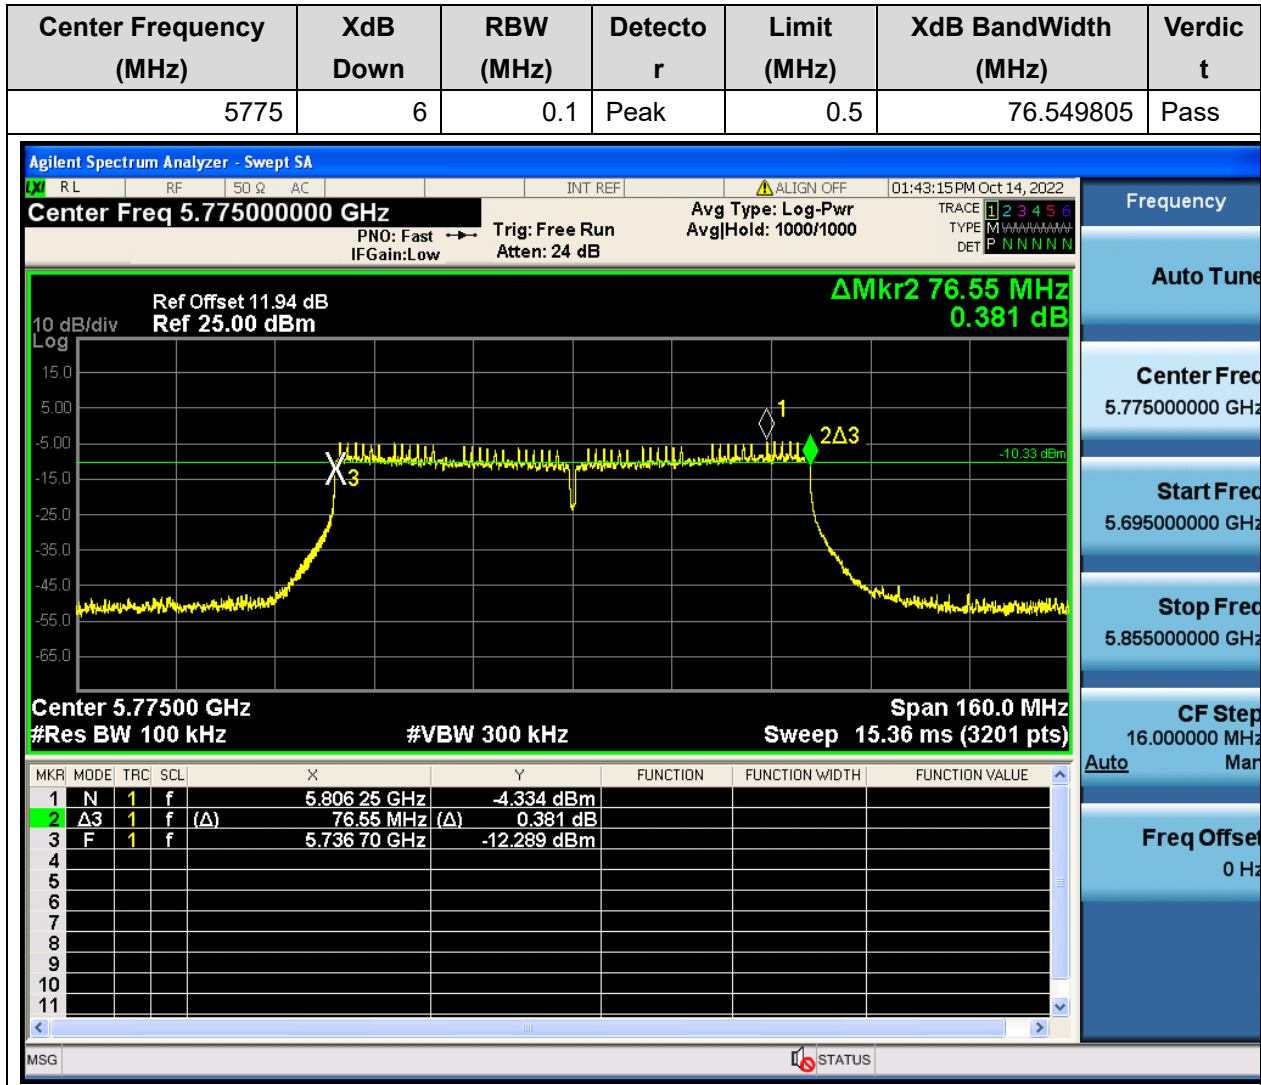 Center Frequency (MHz) XdB Down RBW (MHz) Detector Limit (MHz) XdB BandWidth (MHz) Verdict
5775 6 0.1 Peak 0.5 76.549805 Pass
Agilent Spectrum Analyzer - Swept SA
LXI RL RF 50 Ω AC INT REF ALIGN OFF 01:43:15 PM Oct 14, 2022
Center Freq 5.775000000 GHz
PNO: Fast
IFGain:Low
Trig: Free Run
Atten: 24 dB
Avg Type: Log-Pwr
Avg|Hold: 1000/1000
TRACE 1 2 3 4 5 6
TYPE M WWWWW
DET P N N N N N
ΔMkr2 76.55 MHz
0.381 dB
Ref Offset 11.94 dB
10 dB/div Ref 25.00 dBm
Log
15.0
5.00
-5.00
-15.0
-25.0
-35.0
-45.0
-55.0
-65.0
1
2Δ3
3
-10.33 dBm
Center 5.77500 GHz Span 160.0 MHz
#Res BW 100 kHz #VBW 300 kHz Sweep 15.36 ms (3201 pts)
MKR MODE TRC SCL X Y FUNCTION FUNCTION WIDTH FUNCTION VALUE
1 N 1 f 5.806 25 GHz -4.334 dBm
2 Δ3 1 f (Δ) 76.55 MHz (Δ) 0.381 dB
3 F 1 f 5.736 70 GHz -12.289 dBm
4
5
6
7
8
9
10
11
MSG STATUS
Frequency
Auto Tune
Center Freq
5.775000000 GHz
Start Freq
5.695000000 GHz
Stop Freq
5.855000000 GHz
CF Step
16.000000 MHz
Auto Man
Freq Offset
0 Hz